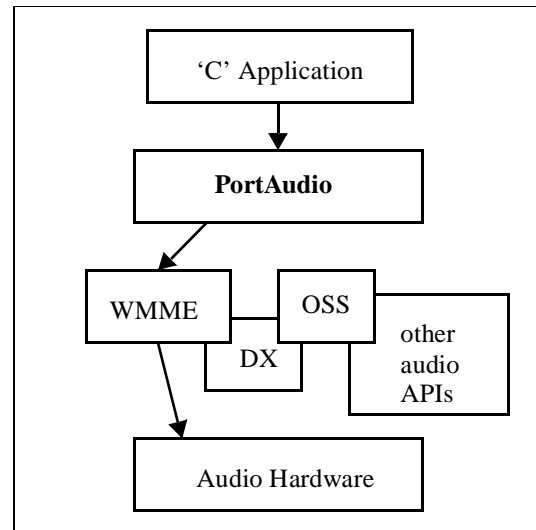 ‘C’ Application
PortAudio
WMME
OSS
DX
other
audio
APIs
Audio Hardware